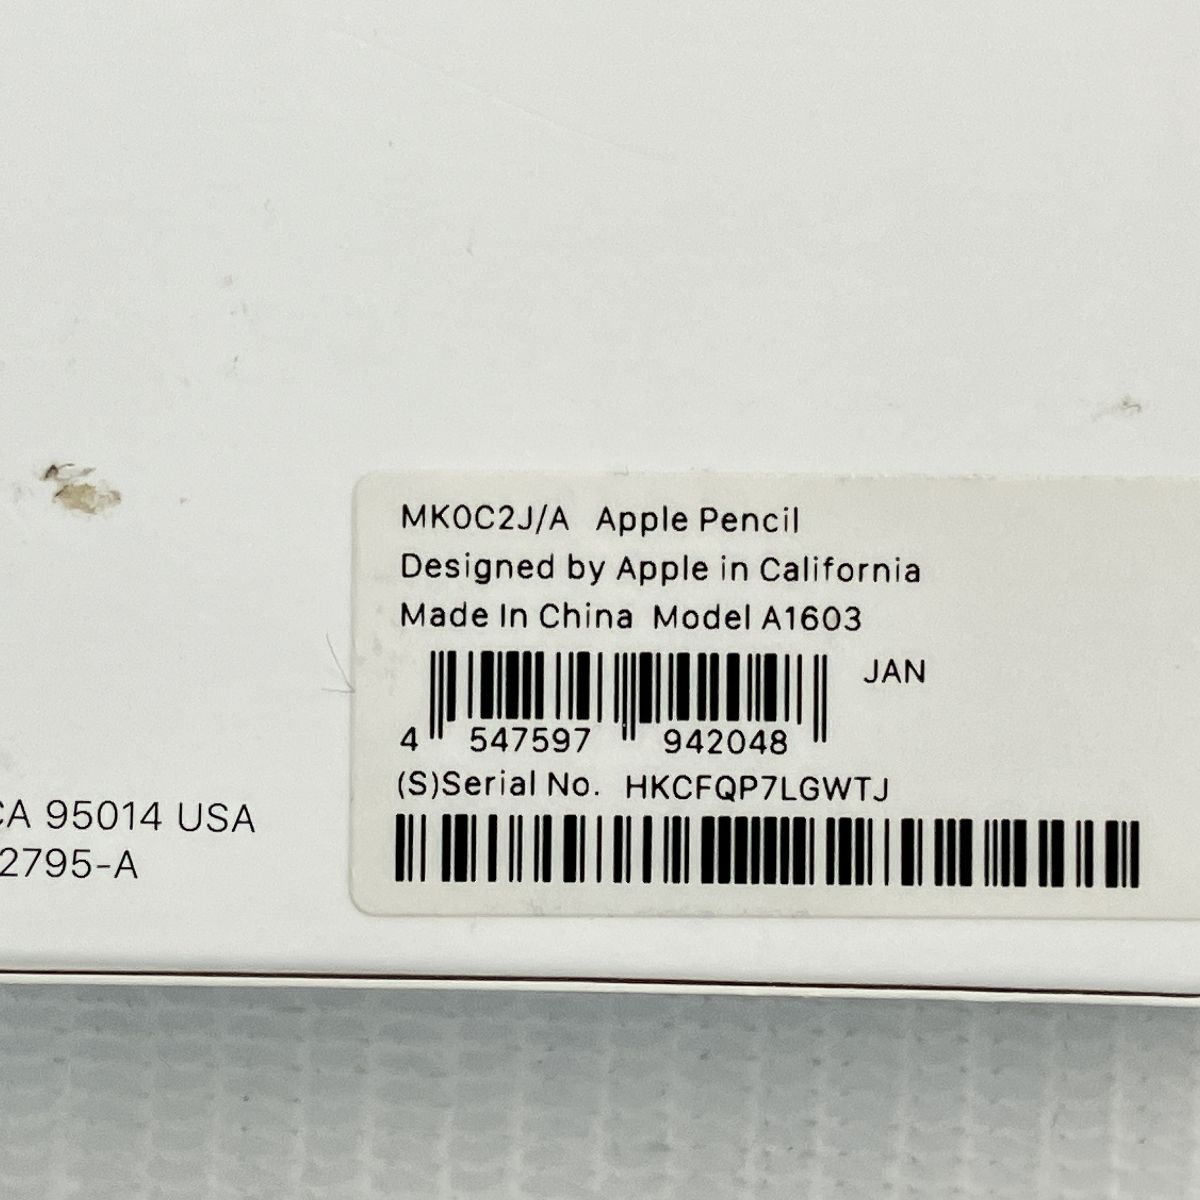 MK0C2J/A Apple Pencil
Designed by Apple in California
Made In China Model A1603
JAN
4 547597 942048
(S)Serial No. HKCFQP7LGWTJ
CA 95014 USA
2795-A